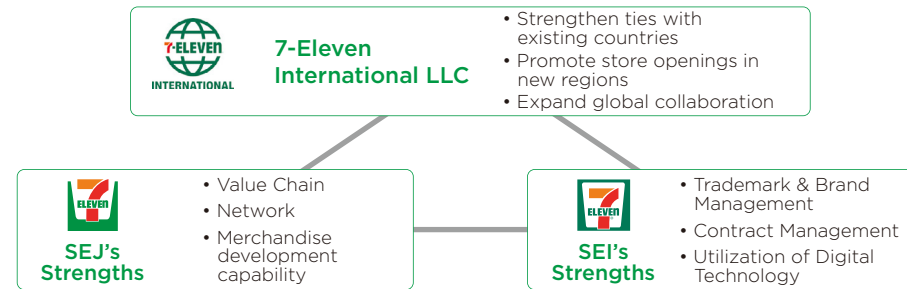 7-ELEVEN
INTERNATIONAL
7-Eleven
International LLC
• Strengthen ties with
existing countries
• Promote store openings in
new regions
• Expand global collaboration
7
ELEVEN
SEJ's
Strengths
• Value Chain
• Network
• Merchandise
development
capability
7
ELEVEN
SEI's
Strengths
• Trademark & Brand
Management
• Contract Management
• Utilization of Digital
Technology